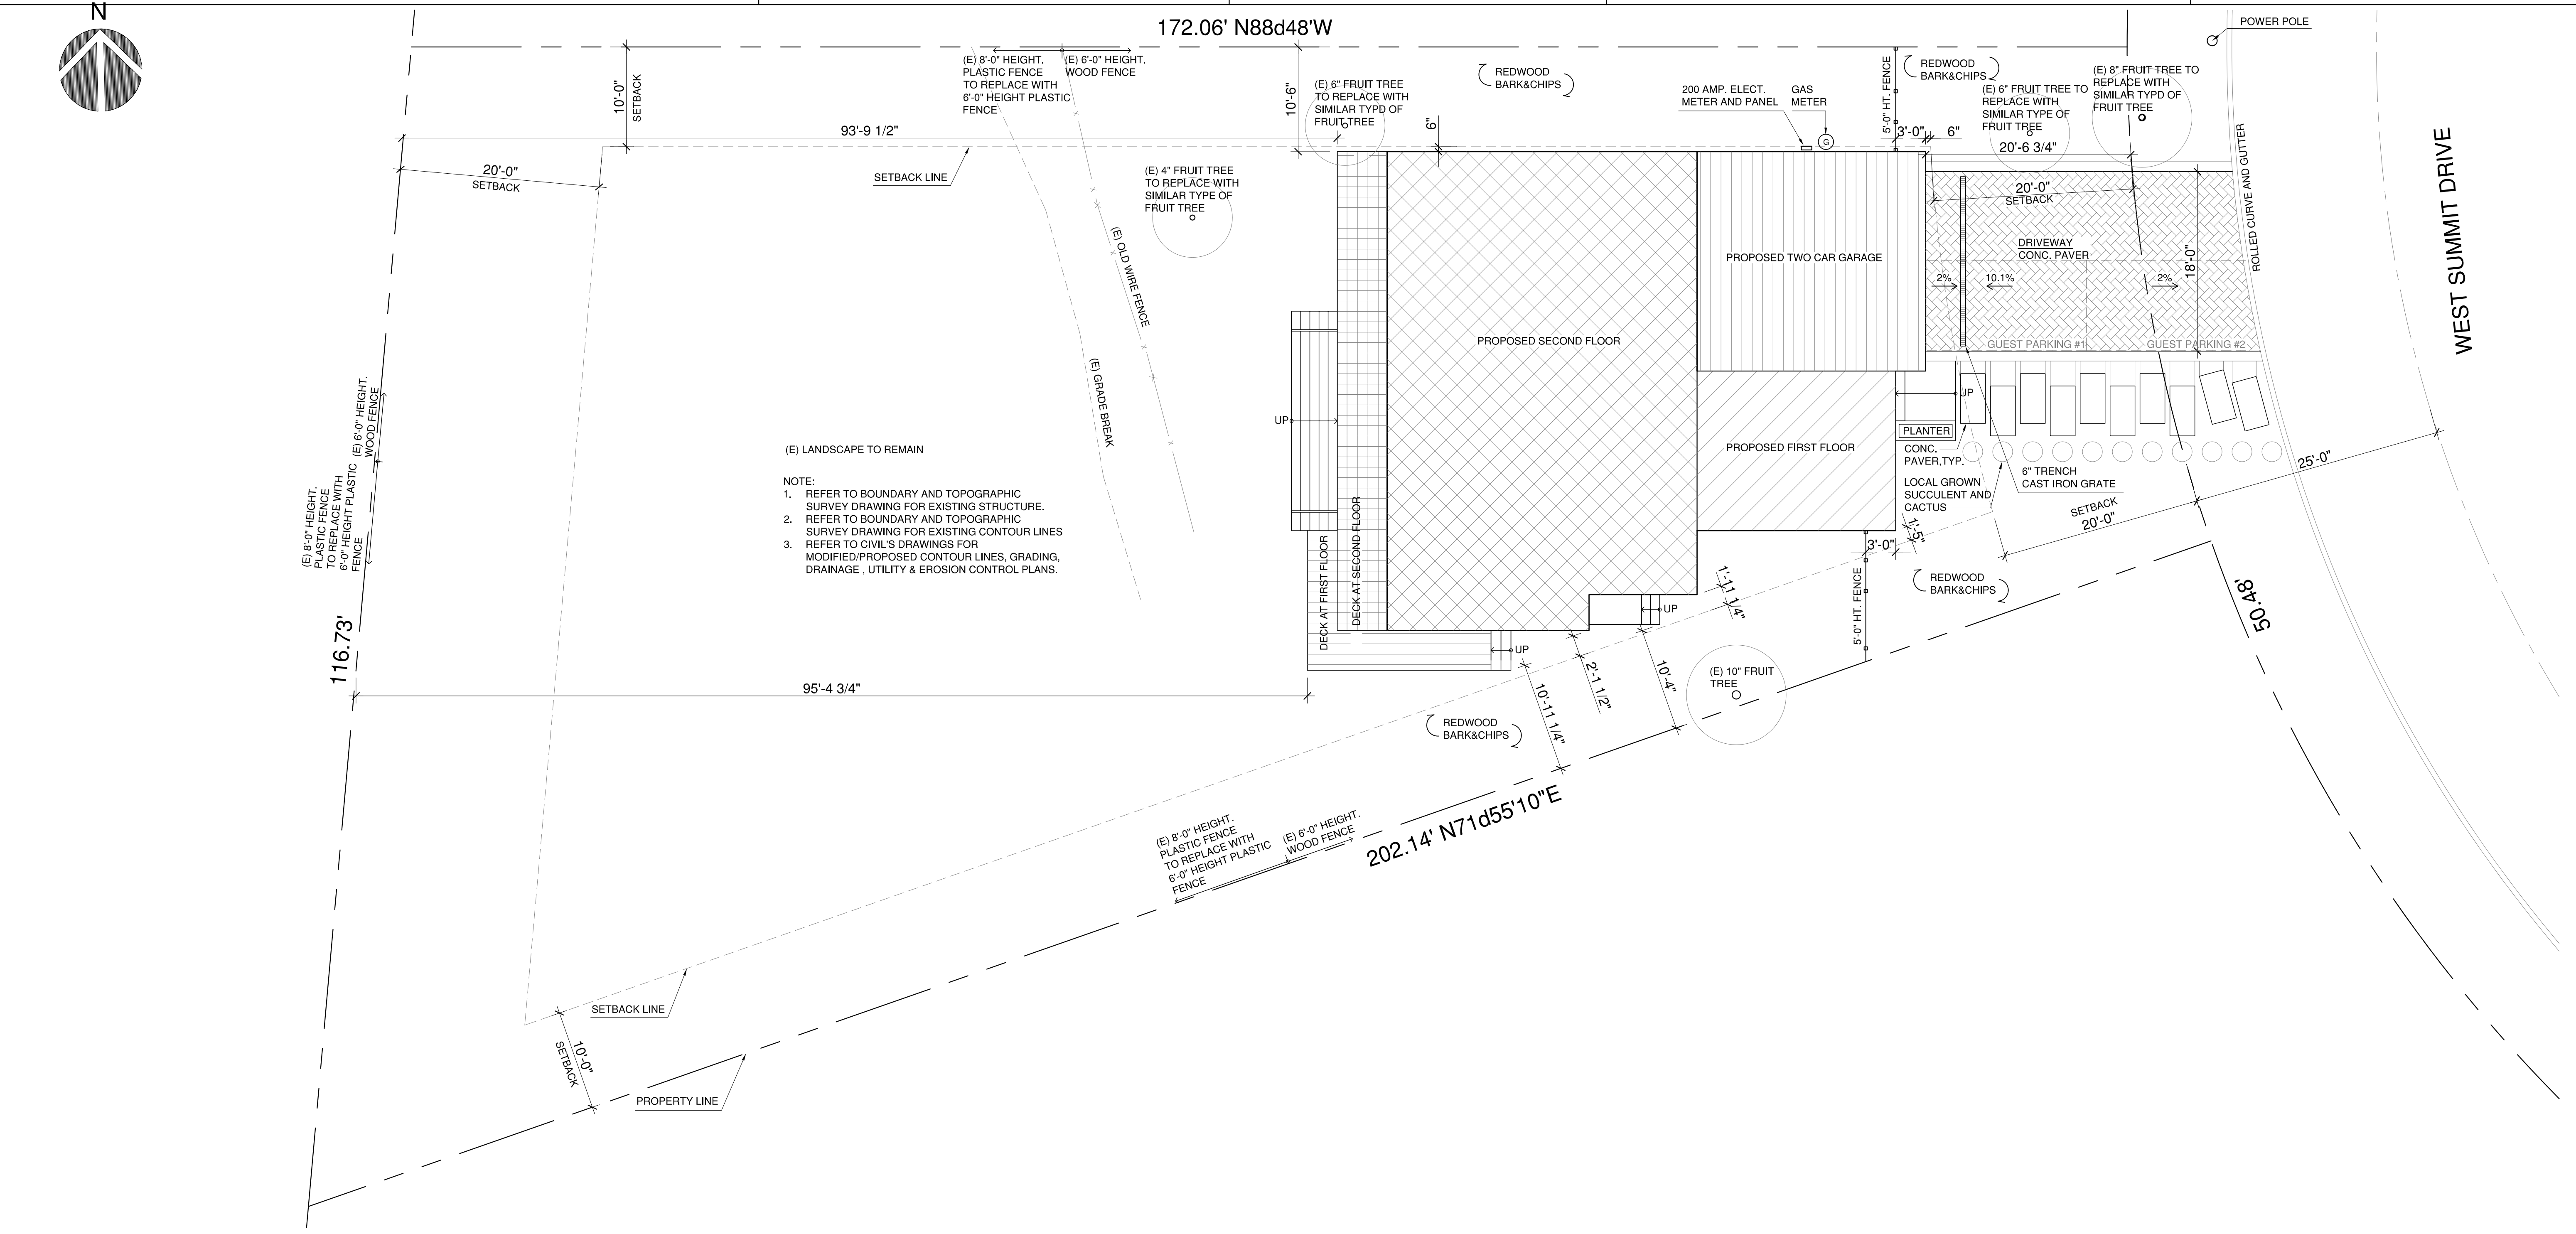 N
172.06' N88d48'W
POWER POLE
10'-0"
SETBACK
(E) 8'-0" HEIGHT.
PLASTIC FENCE
TO REPLACE WITH
6'-0" HEIGHT PLASTIC
FENCE
(E) 6'-0" HEIGHT.
WOOD FENCE
10'-6"
(E) 6" FRUIT TREE
TO REPLACE WITH
SIMILAR TYPD OF
FRUIT TREE
REDWOOD
BARK&CHIPS
200 AMP. ELECT.
METER AND PANEL
GAS
METER
G
5'-0" HT. FENCE
REDWOOD
BARK&CHIPS
(E) 6" FRUIT TREE TO
REPLACE WITH
SIMILAR TYPE OF
FRUIT TREE
(E) 8" FRUIT TREE TO
REPLACE WITH
SIMILAR TYPD OF
FRUIT TREE
93'-9 1/2"
6"
3'-0"
6"
20'-6 3/4"
20'-0"
SETBACK
SETBACK LINE
(E) 4" FRUIT TREE
TO REPLACE WITH
SIMILAR TYPE OF
FRUIT TREE
20'-0"
SETBACK
ROLLED CURVE AND GUTTER
WEST SUMMIT DRIVE
(E) OLD WIRE FENCE
PROPOSED TWO CAR GARAGE
DRIVEWAY
CONC. PAVER
18'-0"
2%
10.1%
2%
PROPOSED SECOND FLOOR
GUEST PARKING #1
GUEST PARKING #2
(E) GRADE BREAK
UP
UP
PLANTER
PROPOSED FIRST FLOOR
CONC.
PAVER,TYP.
6" TRENCH
CAST IRON GRATE
LOCAL GROWN
SUCCULENT AND
CACTUS
25'-0"
SETBACK
20'-0"
(E) 6'-0" HEIGHT.
WOOD FENCE
(E) 8'-0" HEIGHT.
PLASTIC FENCE
TO REPLACE WITH
6'-0" HEIGHT PLASTIC
FENCE
(E) LANDSCAPE TO REMAIN
NOTE:
1. REFER TO BOUNDARY AND TOPOGRAPHIC
SURVEY DRAWING FOR EXISTING STRUCTURE.
2. REFER TO BOUNDARY AND TOPOGRAPHIC
SURVEY DRAWING FOR EXISTING CONTOUR LINES
3. REFER TO CIVIL'S DRAWINGS FOR
MODIFIED/PROPOSED CONTOUR LINES, GRADING,
DRAINAGE , UTILITY & EROSION CONTROL PLANS.
DECK AT FIRST FLOOR
DECK AT SECOND FLOOR
1'-5"
3'-0"
5'-0" HT. FENCE
REDWOOD
BARK&CHIPS
50.48'
1'-11 1/4"
UP
UP
116.73'
95'-4 3/4"
2'-1 1/2"
10'-4"
10'-11 1/4"
(E) 10" FRUIT
TREE
REDWOOD
BARK&CHIPS
(E) 8'-0" HEIGHT.
PLASTIC FENCE
TO REPLACE WITH
6'-0" HEIGHT PLASTIC
FENCE
(E) 6'-0" HEIGHT.
WOOD FENCE
202.14' N71d55'10"E
SETBACK LINE
10'-0"
SETBACK
PROPERTY LINE